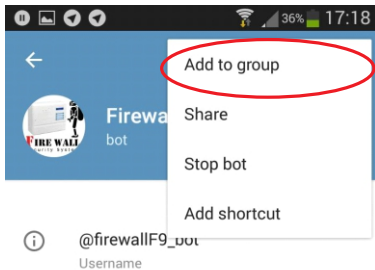 36% 17:18
Add to group
Firewa
Share
bot
FIRE WALL
Stop bot
Add shortcut
@firewallF9_bot
Username